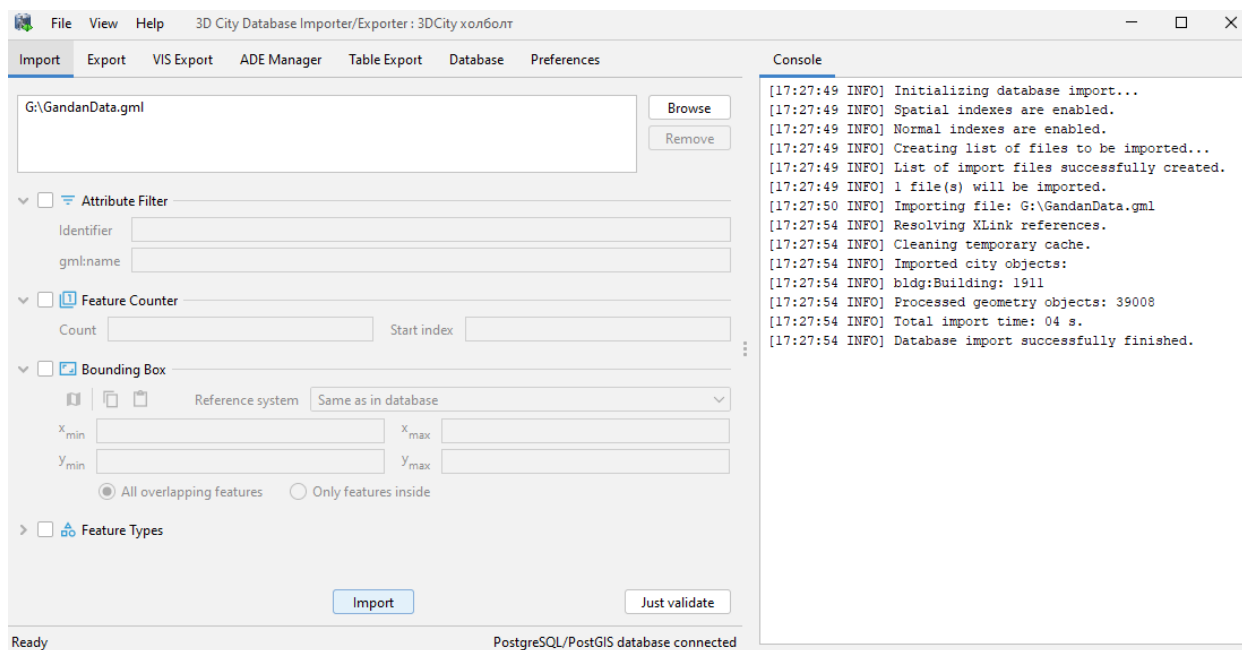 File View Help 3D City Database Importer/Exporter : 3DCity холболт
Import Export VIS Export ADE Manager Table Export Database Preferences
G:\GandanData.gml
Browse
Remove
Attribute Filter
Identifier
gml:name
Feature Counter
Count Start index
Bounding Box
Reference system Same as in database
xmin xmax
ymin ymax
All overlapping features Only features inside
Feature Types
Import Just validate
Ready PostgreSQL/PostGIS database connected
Console
[17:27:49 INFO] Initializing database import...
[17:27:49 INFO] Spatial indexes are enabled.
[17:27:49 INFO] Normal indexes are enabled.
[17:27:49 INFO] Creating list of files to be imported...
[17:27:49 INFO] List of import files successfully created.
[17:27:49 INFO] 1 file(s) will be imported.
[17:27:50 INFO] Importing file: G:\GandanData.gml
[17:27:54 INFO] Resolving XLink references.
[17:27:54 INFO] Cleaning temporary cache.
[17:27:54 INFO] Imported city objects:
[17:27:54 INFO] bldg:Building: 1911
[17:27:54 INFO] Processed geometry objects: 39008
[17:27:54 INFO] Total import time: 04 s.
[17:27:54 INFO] Database import successfully finished.